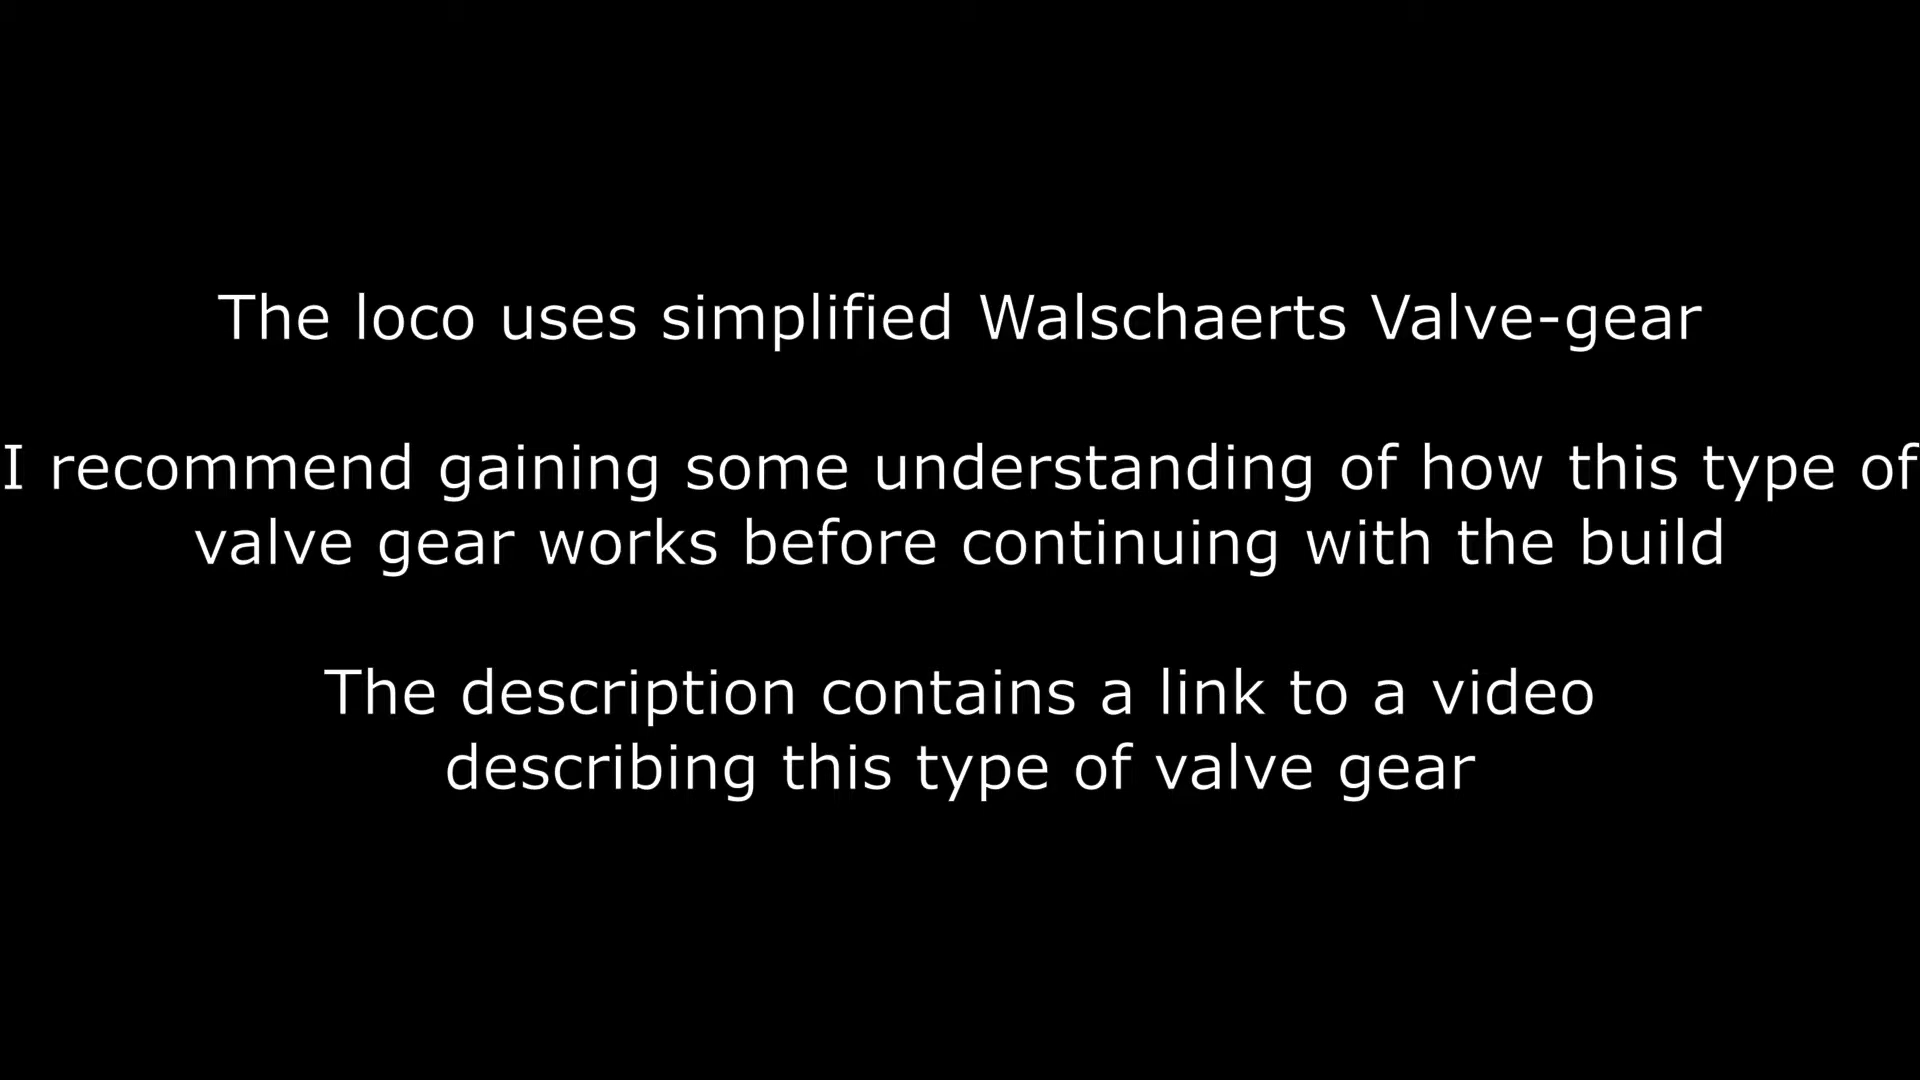 The loco uses simplified Walschaerts Valve-gear
I recommend gaining some understanding of how this type of
valve gear works before continuing with the build
The description contains a link to a video
describing this type of valve gear